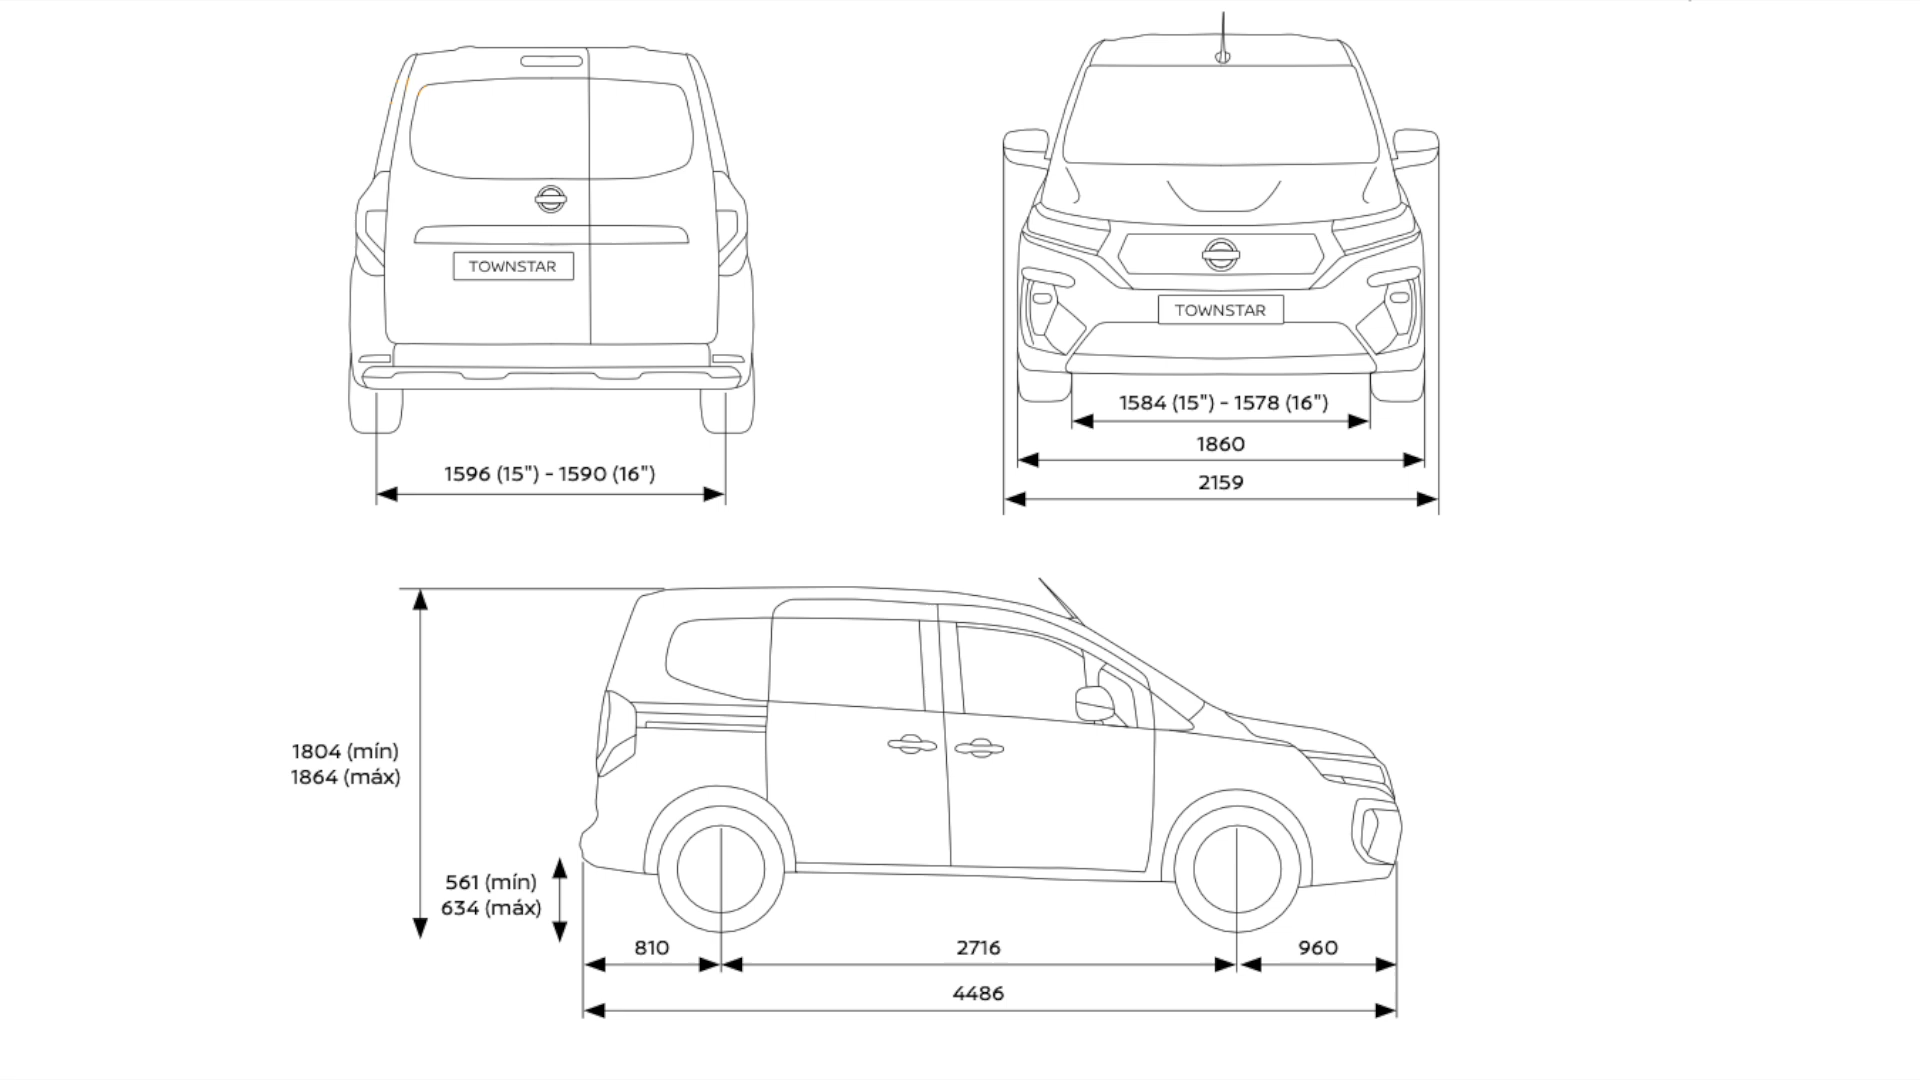 TOWNSTAR
1596 (15") - 1590 (16")
TOWNSTAR
1584 (15") - 1578 (16")
1860
2159
1804 (mín)
1864 (máx)
561 (mín)
634 (máx)
810
2716
960
4486